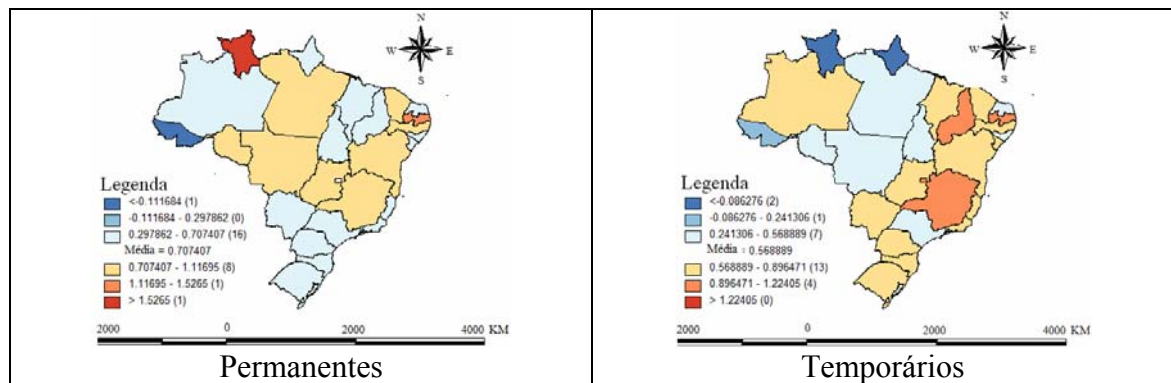 N
W E
S
Legenda
<-0.111684 (1)
-0.111684 - 0.297862 (0)
0.297862 - 0.707407 (16)
Média = 0.707407
0.707407 - 1.11695 (8)
1.11695 - 1.5265 (1)
> 1.5265 (1)
2000 0 2000 4000 KM
Permanentes
N
W E
S
Legenda
<-0.086276 (2)
-0.086276 - 0.241306 (1)
0.241306 - 0.568889 (7)
Média = 0.568889
0.568889 - 0.896471 (13)
0.896471 - 1.22405 (4)
> 1.22405 (0)
2000 0 2000 4000 KM
Temporários